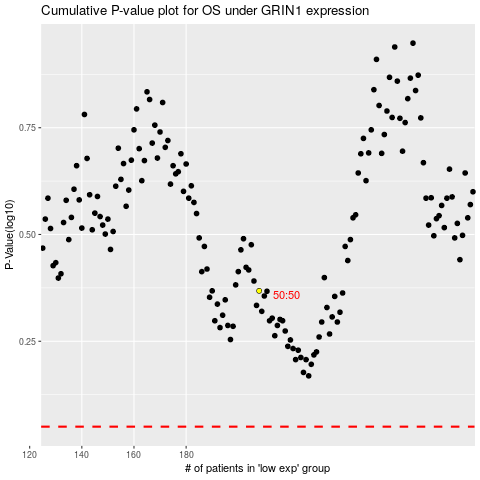 Cumulative P-value plot for OS under GRIN1 expression
P-Value(log10)
0.75
0.50
0.25
50:50
120 140 160 180
# of patients in 'low exp' group